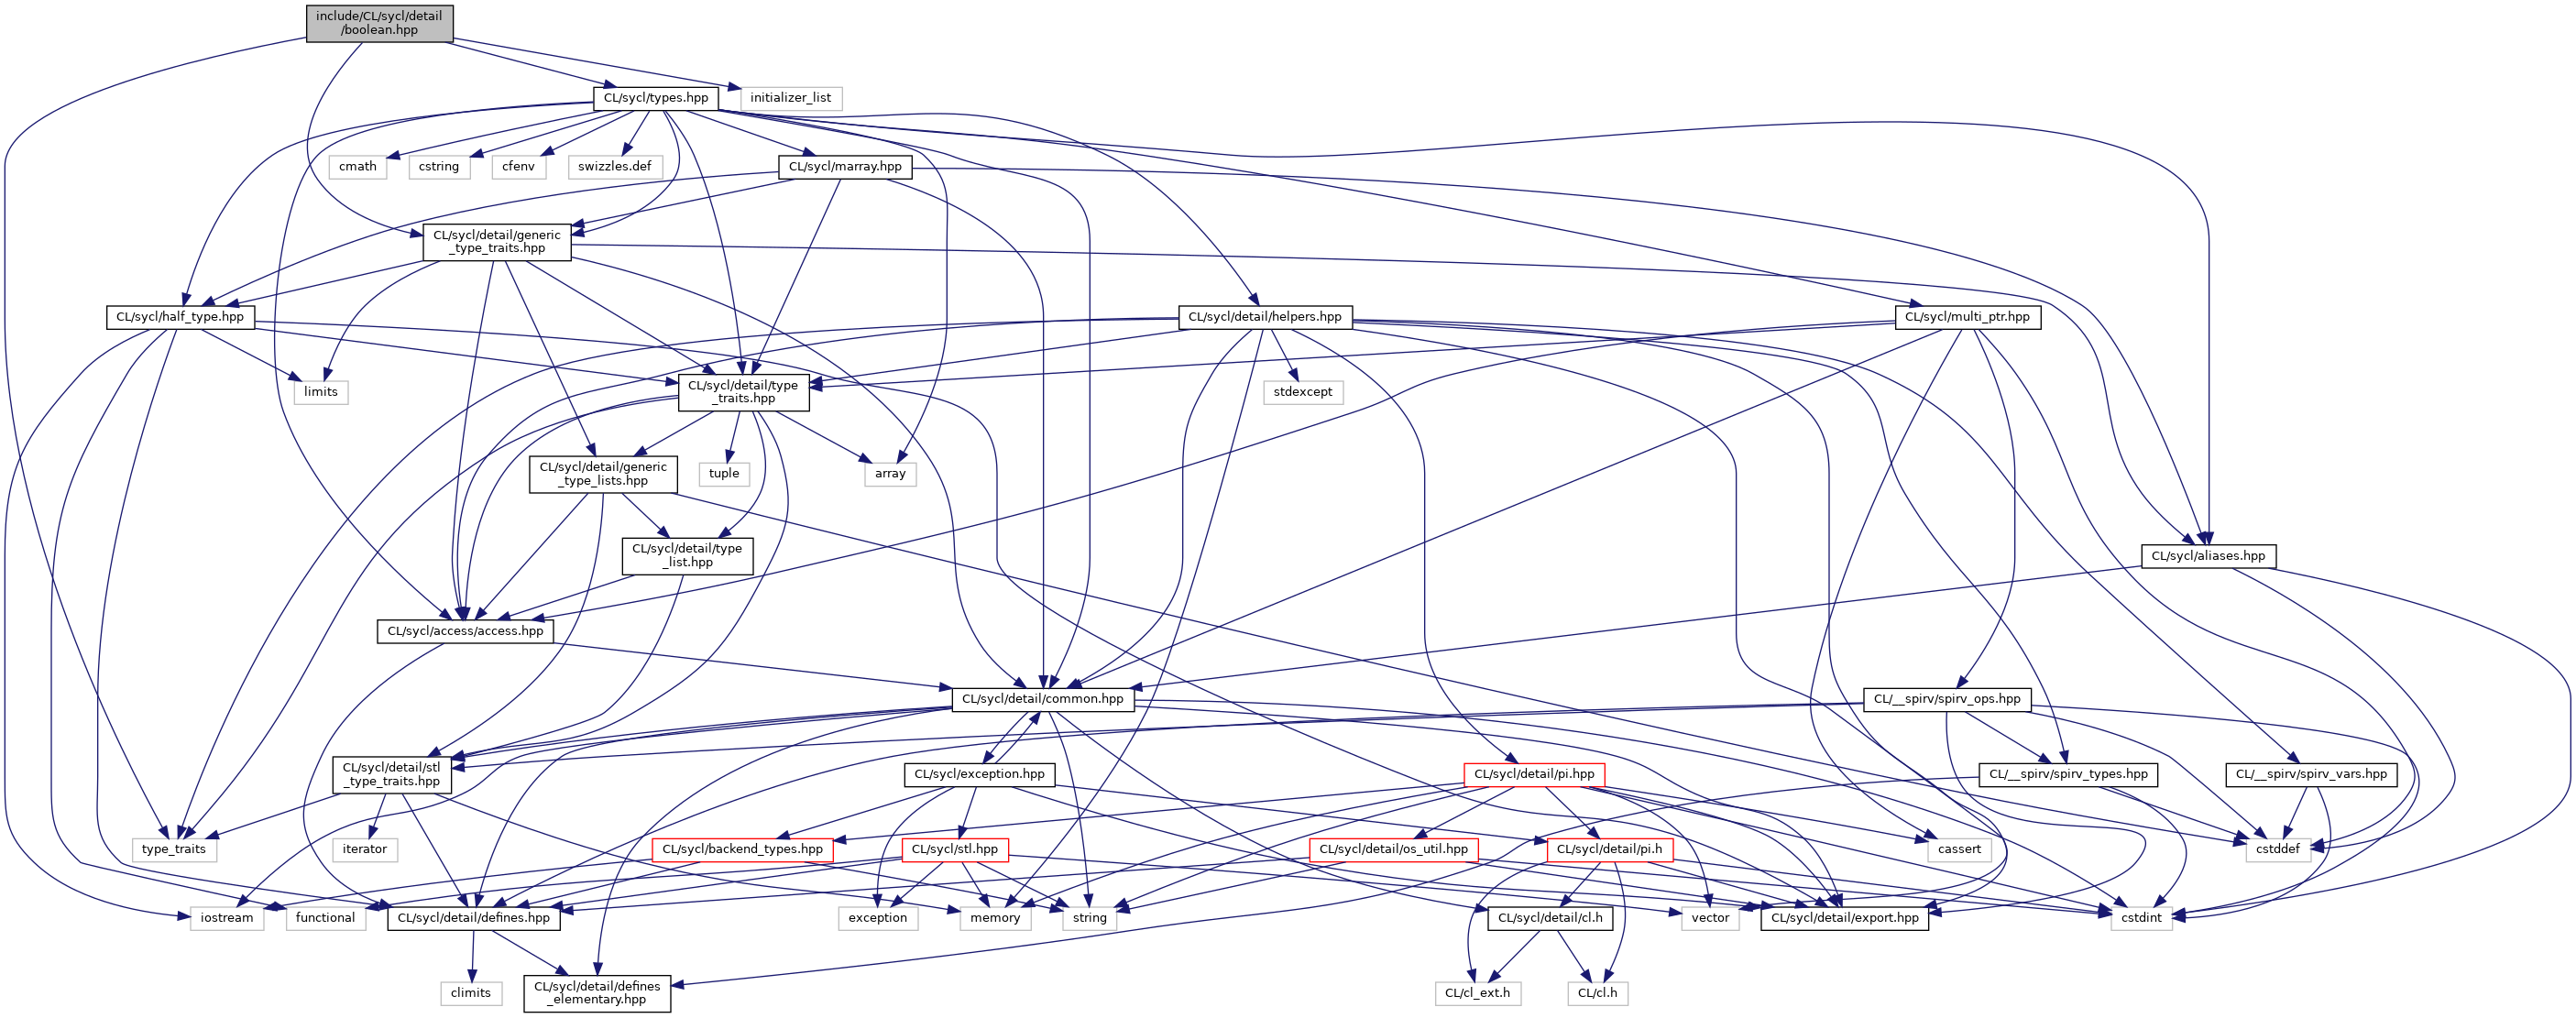 include/CL/sycl/detail
/boolean.hpp
CL/sycl/types.hpp
initializer_list
cmath
cstring
cfenv
swizzles.def
CL/sycl/marray.hpp
CL/sycl/detail/generic
_type_traits.hpp
CL/sycl/half_type.hpp
CL/sycl/detail/helpers.hpp
CL/sycl/multi_ptr.hpp
limits
CL/sycl/detail/type
_traits.hpp
stdexcept
CL/sycl/detail/generic
_type_lists.hpp
tuple
array
CL/sycl/detail/type
_list.hpp
CL/sycl/aliases.hpp
CL/sycl/access/access.hpp
CL/sycl/detail/common.hpp
CL/__spirv/spirv_ops.hpp
CL/sycl/detail/stl
_type_traits.hpp
CL/sycl/exception.hpp
CL/sycl/detail/pi.hpp
CL/__spirv/spirv_types.hpp
CL/__spirv/spirv_vars.hpp
type_traits
iterator
CL/sycl/backend_types.hpp
CL/sycl/stl.hpp
CL/sycl/detail/os_util.hpp
CL/sycl/detail/pi.h
cassert
cstddef
iostream
functional
CL/sycl/detail/defines.hpp
exception
memory
string
CL/sycl/detail/cl.h
vector
CL/sycl/detail/export.hpp
cstdint
climits
CL/sycl/detail/defines
_elementary.hpp
CL/cl_ext.h
CL/cl.h